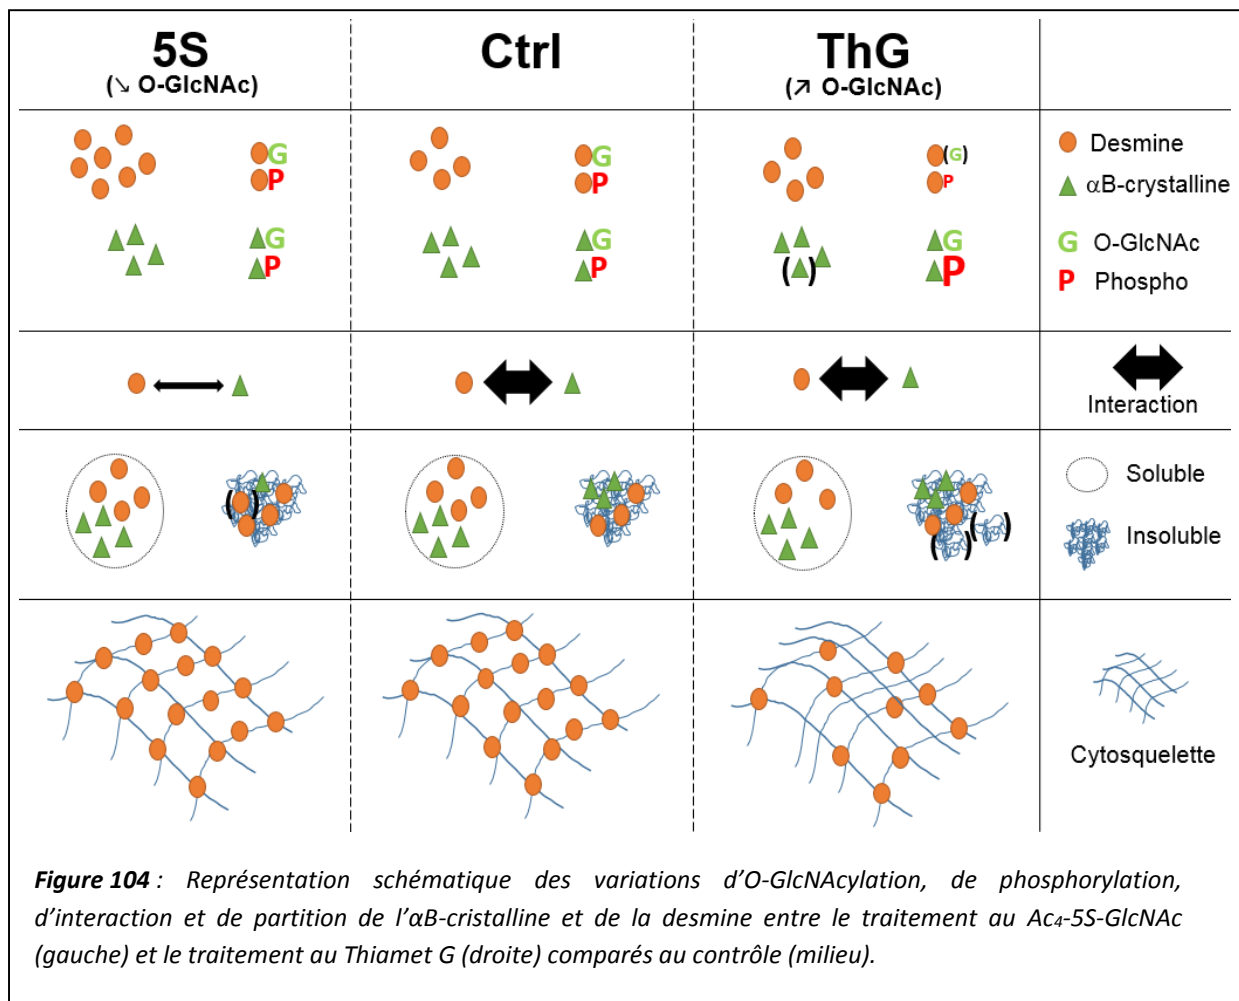 5S
(↘ O-GlcNAc)
Ctrl
ThG
(↗ O-GlcNAc)
G
P
G
P
(G)
P
Desmine
αB-crystalline
G
P
G
P
( )
G
P
G O-GlcNAc
P Phospho
Interaction
( )
( )
( )
Soluble
Insoluble
Cytosquelette
Figure 104 : Représentation schématique des variations d'O-GlcNAcylation, de phosphorylation,
d'interaction et de partition de l'αB-cristalline et de la desmine entre le traitement au Ac₄-5S-GlcNAc
(gauche) et le traitement au Thiamet G (droite) comparés au contrôle (milieu).